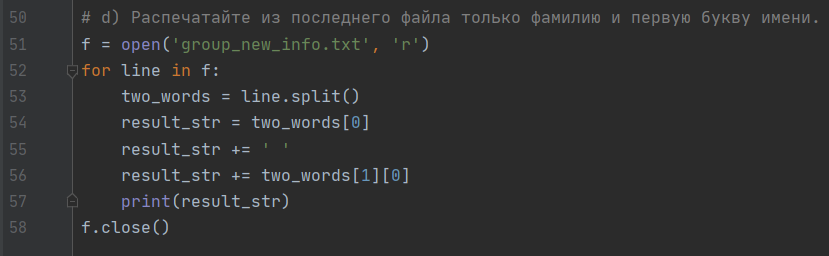 50 # d) Распечатайте из последнего файла только фамилию и первую букву имени.
51 f = open('group_new_info.txt', 'r')
52 for line in f:
53     two_words = line.split()
54     result_str = two_words[0]
55     result_str += ' '
56     result_str += two_words[1][0]
57     print(result_str)
58 f.close()